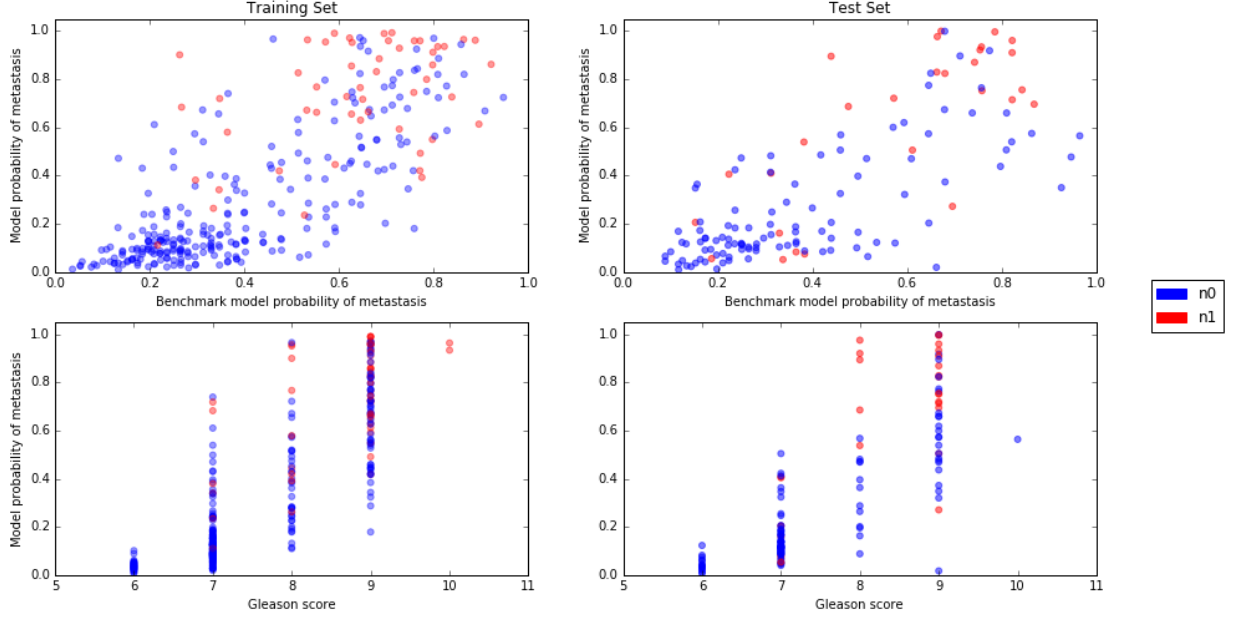 Training Set
Test Set
Model probability of metastasis
1.0
0.8
0.6
0.4
0.2
0.0
0.0 0.2 0.4 0.6 0.8 1.0
Benchmark model probability of metastasis
Model probability of metastasis
1.0
0.8
0.6
0.4
0.2
0.0
0.0 0.2 0.4 0.6 0.8 1.0
Benchmark model probability of metastasis
n0
n1
Model probability of metastasis
1.0
0.8
0.6
0.4
0.2
0.0
5 6 7 8 9 10 11
Gleason score
1.0
0.8
0.6
0.4
0.2
0.0
5 6 7 8 9 10 11
Gleason score